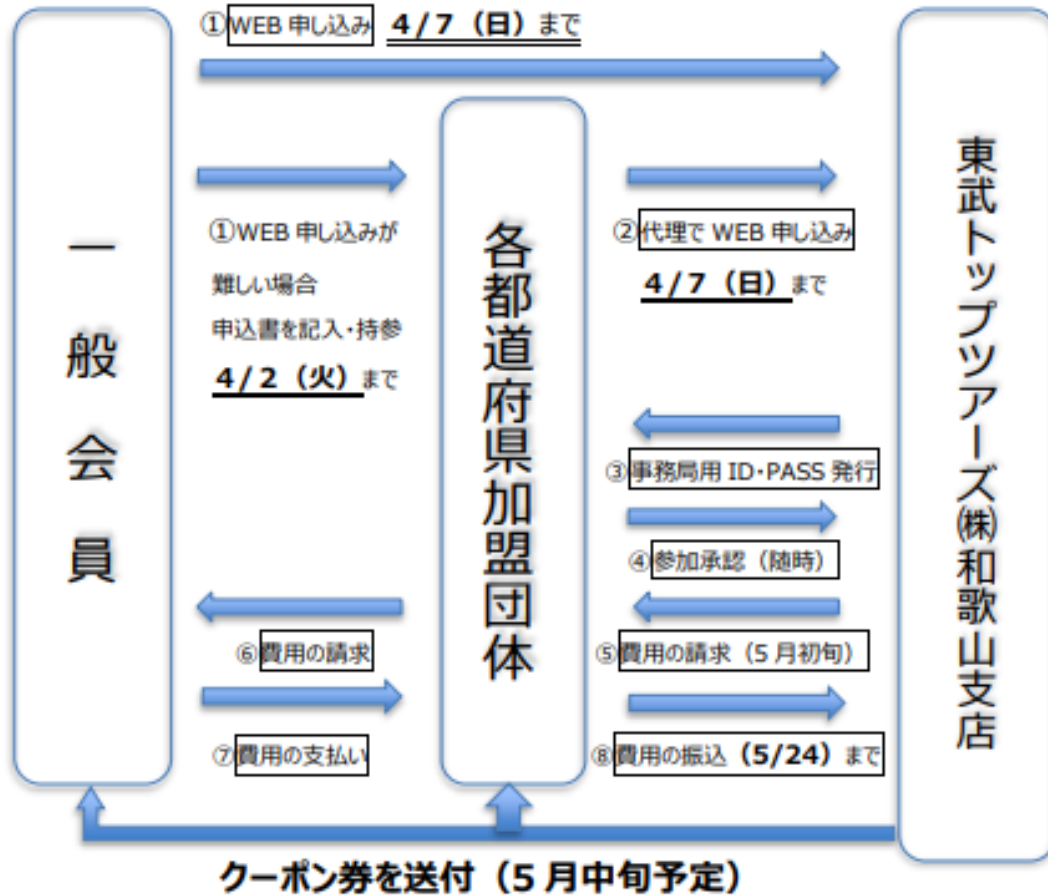 ①WEB 申し込み 4/7（日）まで
一般会員
①WEB 申し込みが
難しい場合
申込書を記入・持参
4/2（火）まで
各都道府県加盟団体
②代理で WEB 申し込み
4/7（日）まで
③事務局用 ID・PASS 発行
④参加承認（随時）
⑤費用の請求（5 月初旬）
⑥費用の請求
⑦費用の支払い
⑧費用の振込（5/24）まで
東武トップツアーズ㈱和歌山支店
クーポン券を送付（5 月中旬予定）